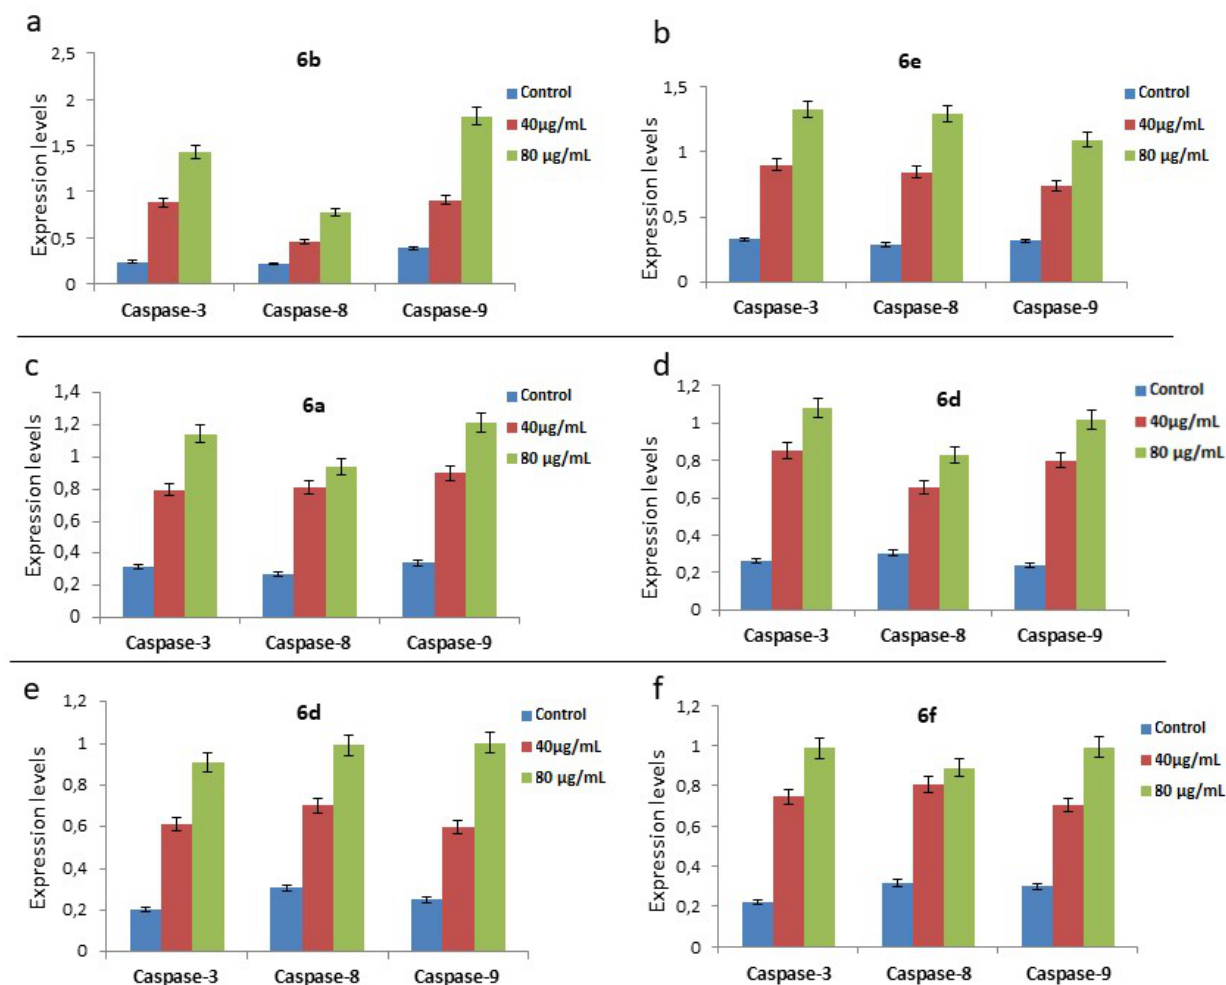 a
6b
2,5
2
1,5
1
0,5
0
Expression levels
Control
40µg/mL
80 µg/mL
Caspase-3 Caspase-8 Caspase-9
b
6e
1,5
1
0,5
0
Expression levels
Control
40µg/mL
80 µg/mL
Caspase-3 Caspase-8 Caspase-9
c
6a
1,4
1,2
1
0,8
0,6
0,4
0,2
0
Expression levels
Control
40µg/mL
80 µg/mL
Caspase-3 Caspase-8 Caspase-9
d
6d
1,2
1
0,8
0,6
0,4
0,2
0
Expression levels
Control
40µg/mL
80 µg/mL
Caspase-3 Caspase-8 Caspase-9
e
6d
1,2
1
0,8
0,6
0,4
0,2
0
Expression levels
Control
40µg/mL
80 µg/mL
Caspase-3 Caspase-8 Caspase-9
f
6f
1,2
1
0,8
0,6
0,4
0,2
0
Expression levels
Control
40µg/mL
80 µg/mL
Caspase-3 Caspase-8 Caspase-9